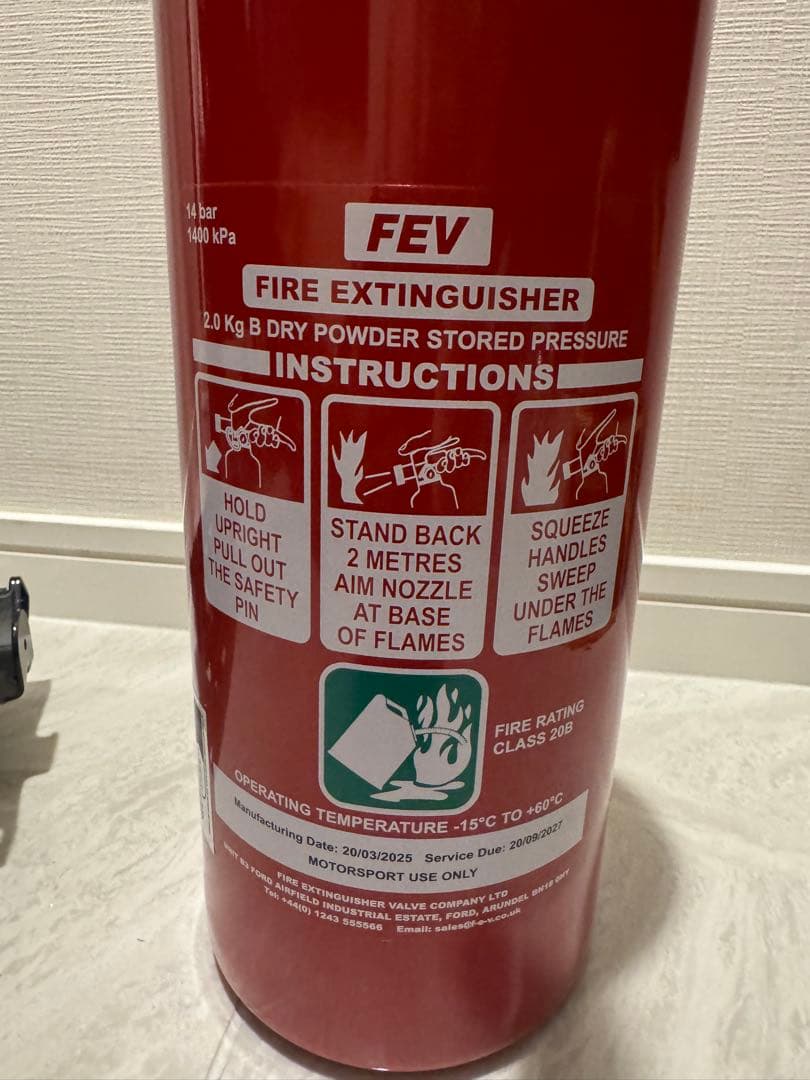 14 bar
1400 kPa
FEV
FIRE EXTINGUISHER
2.0 Kg B DRY POWDER STORED PRESSURE
INSTRUCTIONS
HOLD
UPRIGHT
PULL OUT
THE SAFETY
PIN
STAND BACK
2 METRES
AIM NOZZLE
AT BASE
OF FLAMES
SQUEEZE
HANDLES
SWEEP
UNDER THE
FLAMES
FIRE RATING
CLASS 20B
OPERATING TEMPERATURE -15°C TO +60°C
Manufacturing Date: 20/03/2025 Service Due: 20/09/2027
MOTORSPORT USE ONLY
FIRE EXTINGUISHER VALVE COMPANY LTD
UNIT B3 FORD AIRFIELD INDUSTRIAL ESTATE, FORD, ARUNDEL BN18 0HY
Tel: +44(0) 1243 555566 Email: sales@f-e-v.co.uk